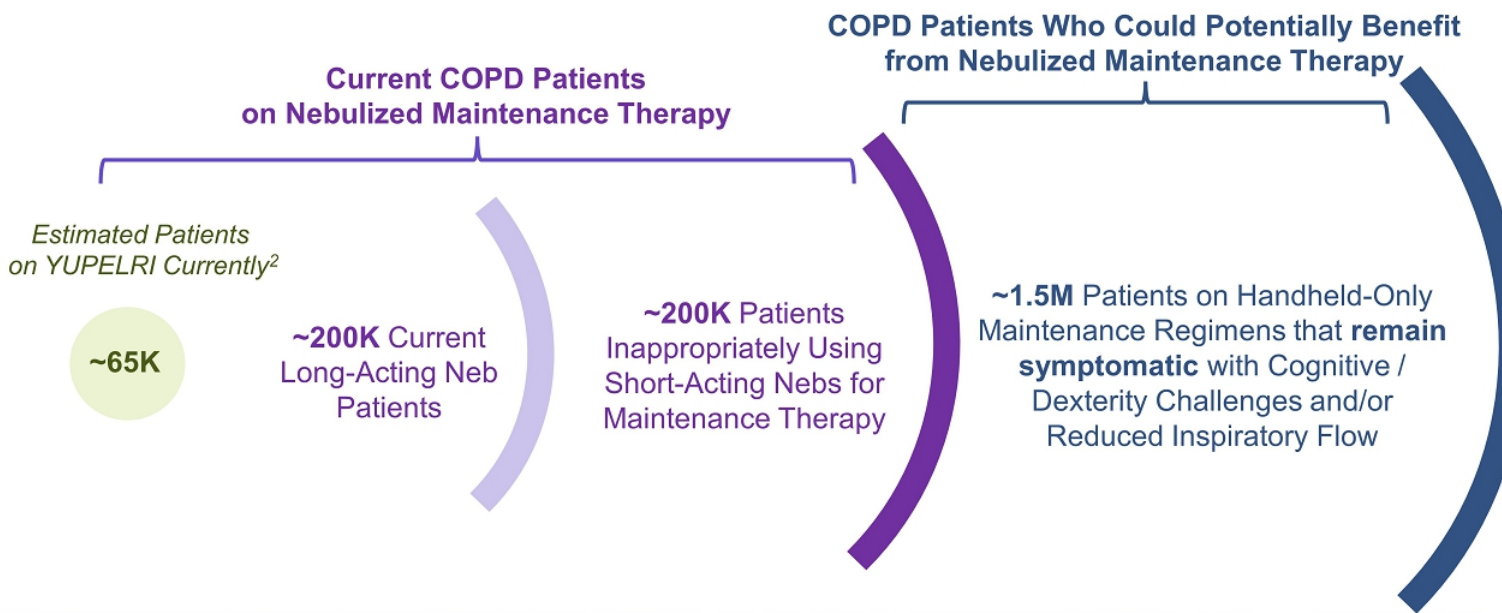 COPD Patients Who Could Potentially Benefit
from Nebulized Maintenance Therapy
Current COPD Patients
on Nebulized Maintenance Therapy
Estimated Patients
on YUPELRI Currently²
~65K
~200K Current
Long-Acting Neb
Patients
~200K Patients
Inappropriately Using
Short-Acting Nebs for
Maintenance Therapy
~1.5M Patients on Handheld-Only
Maintenance Regimens that remain
symptomatic with Cognitive /
Dexterity Challenges and/or
Reduced Inspiratory Flow